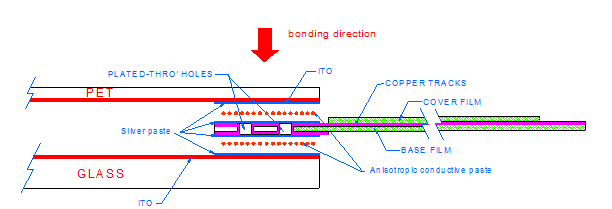 bonding direction
PLATED-THRO' HOLES
ITO
PET
COPPER TRACKS
COVER FILM
Silver paste
BASE FILM
Anisotropic conductive paste
GLASS
ITO